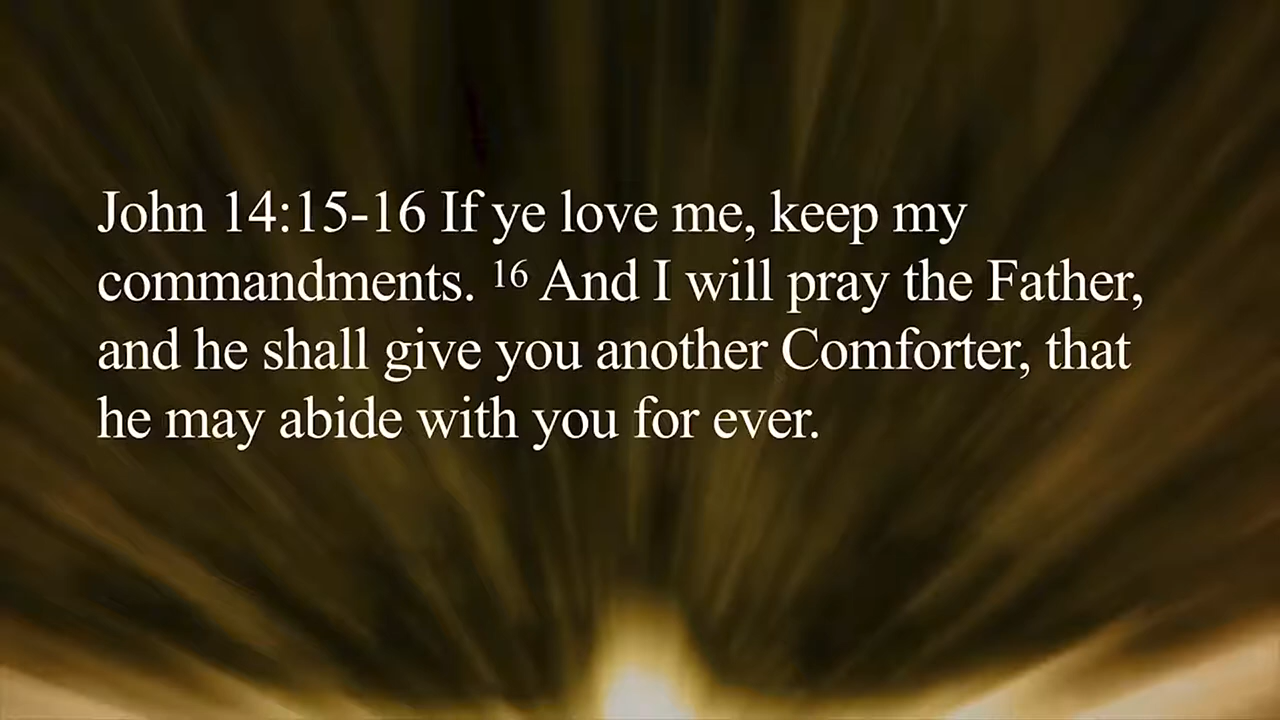 John 14:15-16 If ye love me, keep my
commandments. 16 And I will pray the Father,
and he shall give you another Comforter, that
he may abide with you for ever.